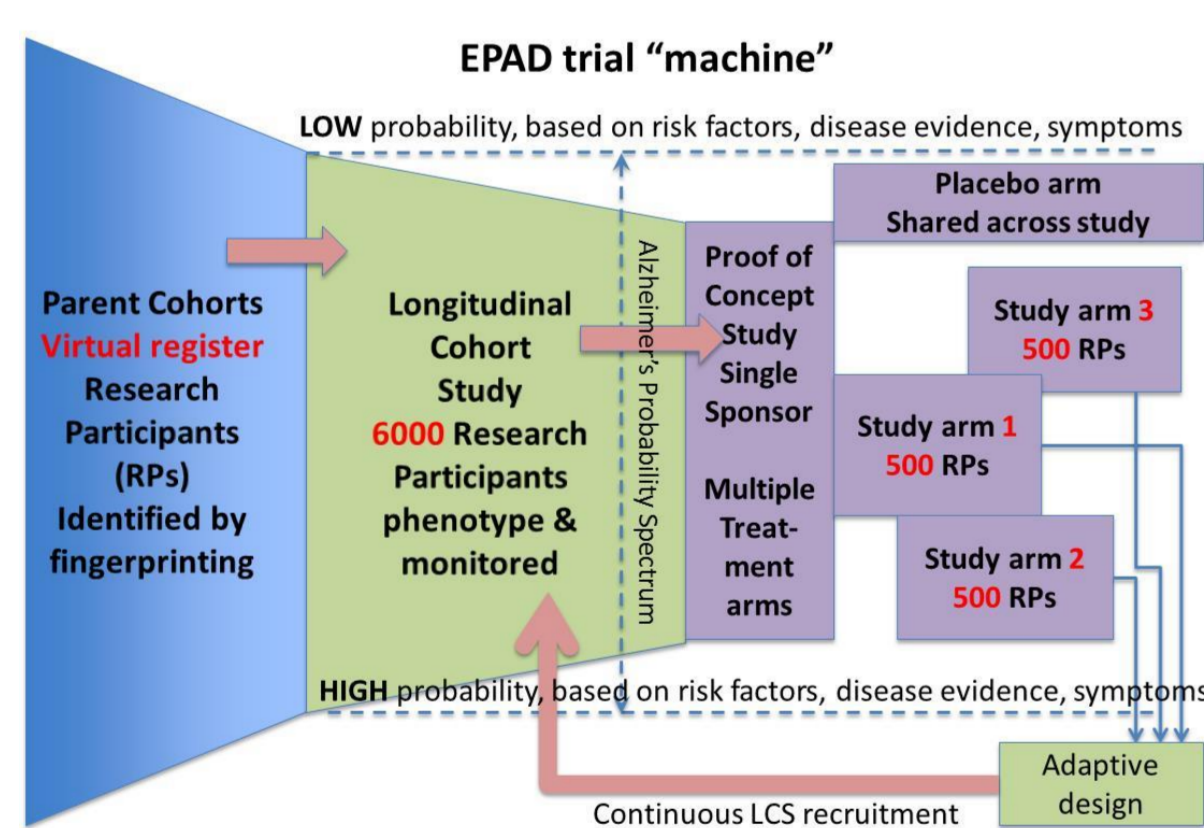 EPAD trial “machine”
LOW probability, based on risk factors, disease evidence, symptoms
Parent Cohorts
Virtual register
Research
Participants
(RPs)
Identified by
fingerprinting
Longitudinal
Cohort
Study
6000 Research
Participants
phenotype &
monitored
Alzheimer's Probability Spectrum
Proof of
Concept
Study
Single
Sponsor
Multiple
Treat-
ment
arms
Placebo arm
Shared across study
Study arm 3
500 RPs
Study arm 1
500 RPs
Study arm 2
500 RPs
HIGH probability, based on risk factors, disease evidence, symptoms
Adaptive
design
Continuous LCS recruitment